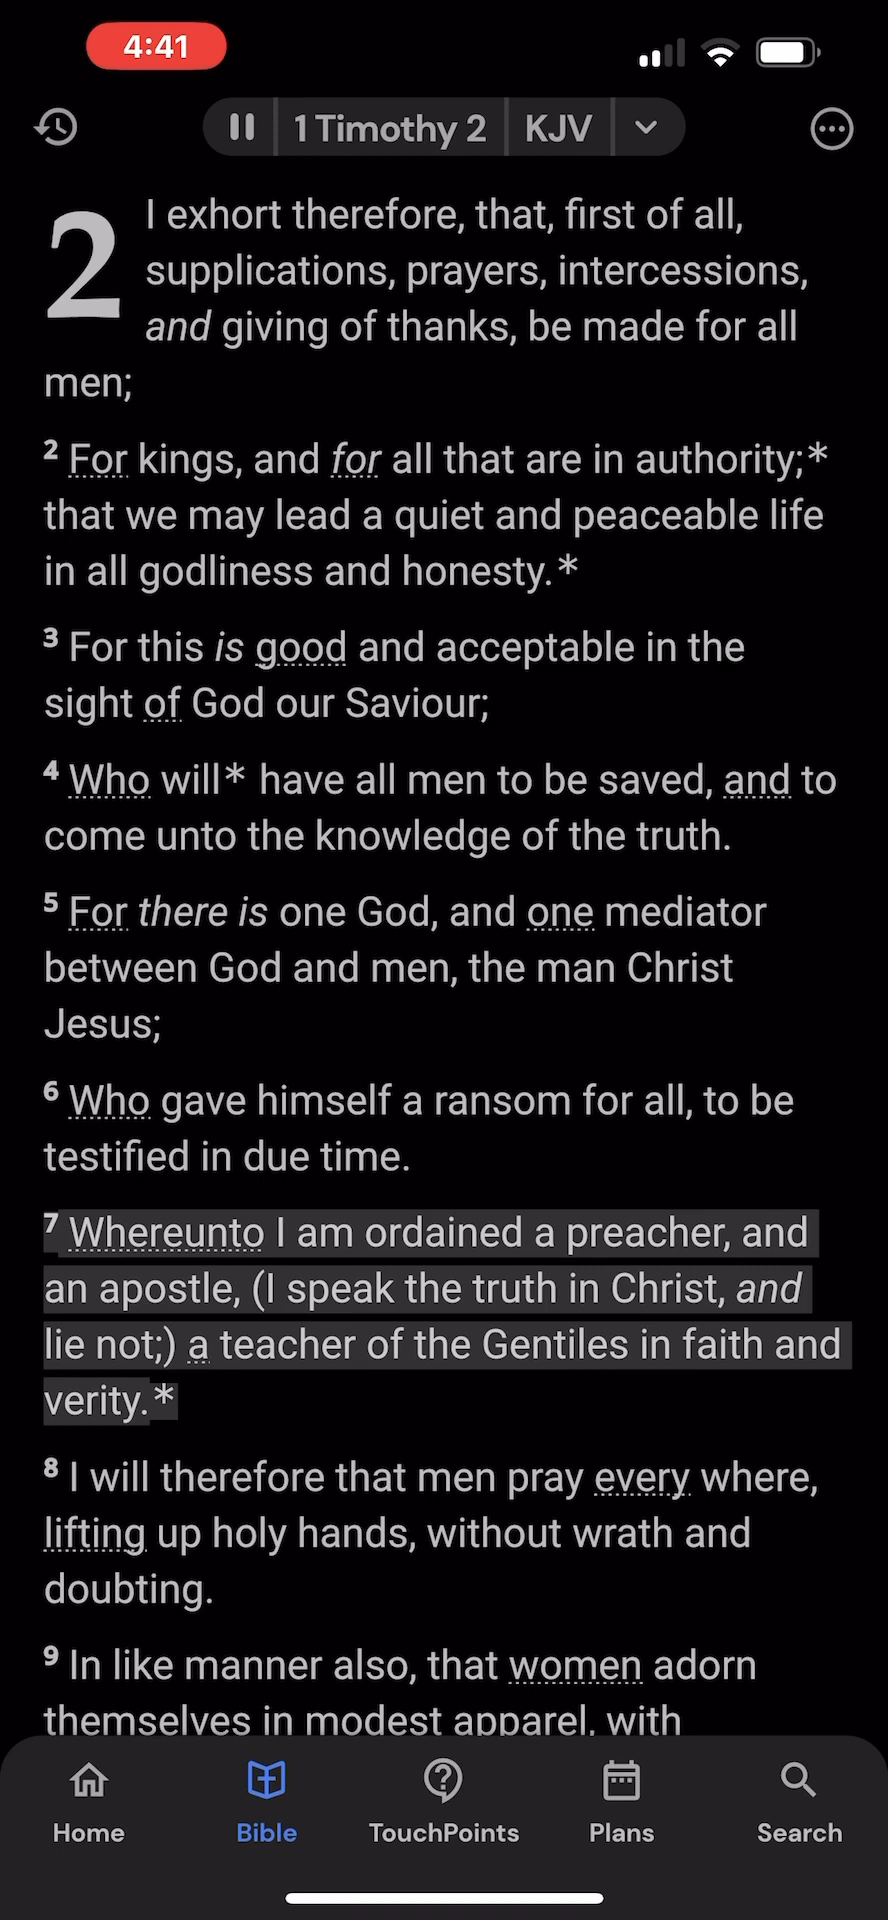 4:41
1 Timothy 2 KJV
2 I exhort therefore, that, first of all,
supplications, prayers, intercessions,
and giving of thanks, be made for all
men;
2 For kings, and for all that are in authority;*
that we may lead a quiet and peaceable life
in all godliness and honesty.*
3 For this is good and acceptable in the
sight of God our Saviour;
4 Who will* have all men to be saved, and to
come unto the knowledge of the truth.
5 For there is one God, and one mediator
between God and men, the man Christ
Jesus;
6 Who gave himself a ransom for all, to be
testified in due time.
7 Whereunto I am ordained a preacher, and
an apostle, (I speak the truth in Christ, and
lie not;) a teacher of the Gentiles in faith and
verity.*
8 I will therefore that men pray every where,
lifting up holy hands, without wrath and
doubting.
9 In like manner also, that women adorn
themselves in modest apparel, with
Home Bible TouchPoints Plans Search